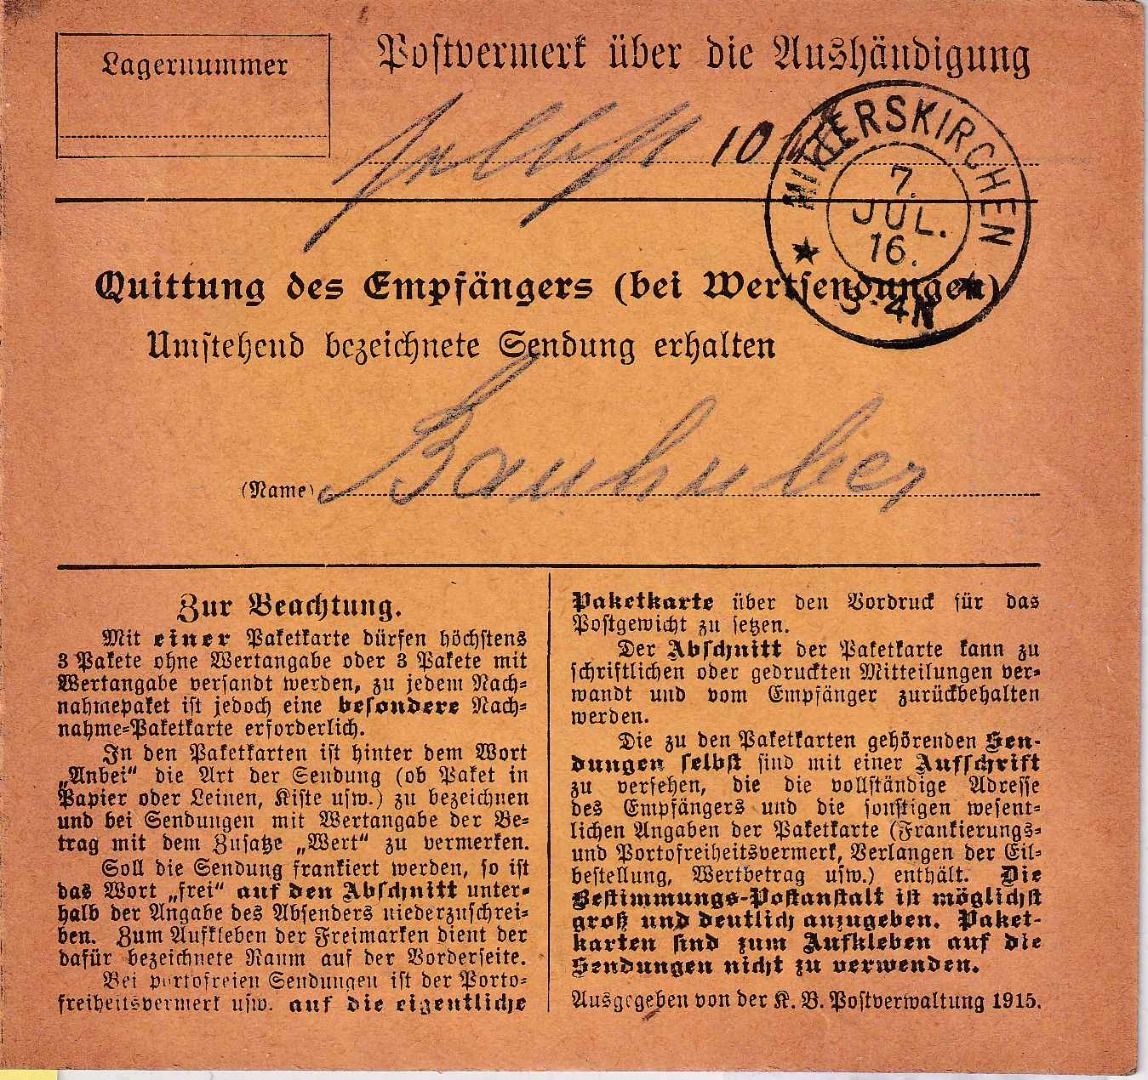 Lagernummer
Postvermerk über die Aushändigung
selbst 10
MITTERSKIRCHEN
7.
JUL.
16.
3-4N
Quittung des Empfängers (bei Wertsendungen)
Umstehend bezeichnete Sendung erhalten
(Name) Bauhuber
Zur Beachtung.
Mit einer Paketkarte dürfen höchstens
3 Pakete ohne Wertangabe oder 3 Pakete mit
Wertangabe versandt werden, zu jedem Nach-
nahmepaket ist jedoch eine besondere Nach-
nahme-Paketkarte erforderlich.
In den Paketkarten ist hinter dem Wort
„Anbei“ die Art der Sendung (ob Paket in
Papier oder Leinen, Kiste usw.) zu bezeichnen
und bei Sendungen mit Wertangabe der Be-
trag mit dem Zusatze „Wert“ zu vermerken.
Soll die Sendung frankiert werden, so ist
das Wort „frei“ auf den Abschnitt unter-
halb der Angabe des Absenders niederzuschrei-
ben. Zum Aufkleben der Freimarken dient der
dafür bezeichnete Raum auf der Vorderseite.
Bei portofreien Sendungen ist der Porto-
freiheitsvermerk usw. auf die eigentliche
Paketkarte über den Vordruck für das
Postgewicht zu setzen.
Der Abschnitt der Paketkarte kann zu
schriftlichen oder gedruckten Mitteilungen ver-
wandt und vom Empfänger zurückbehalten
werden.
Die zu den Paketkarten gehörenden Sen-
dungen selbst sind mit einer Aufschrift
zu versehen, die die vollständige Adresse
des Empfängers und die sonstigen wesent-
lichen Angaben der Paketkarte (Frankierungs-
und Portofreiheitsvermerk, Verlangen der Eil-
bestellung, Wertbetrag usw.) enthält. Die
Bestimmungs-Postanstalt ist möglichst
groß und deutlich anzugeben. Paket-
karten sind zum Aufkleben auf die
Sendungen nicht zu verwenden.
Ausgegeben von der K. B. Postverwaltung 1915.